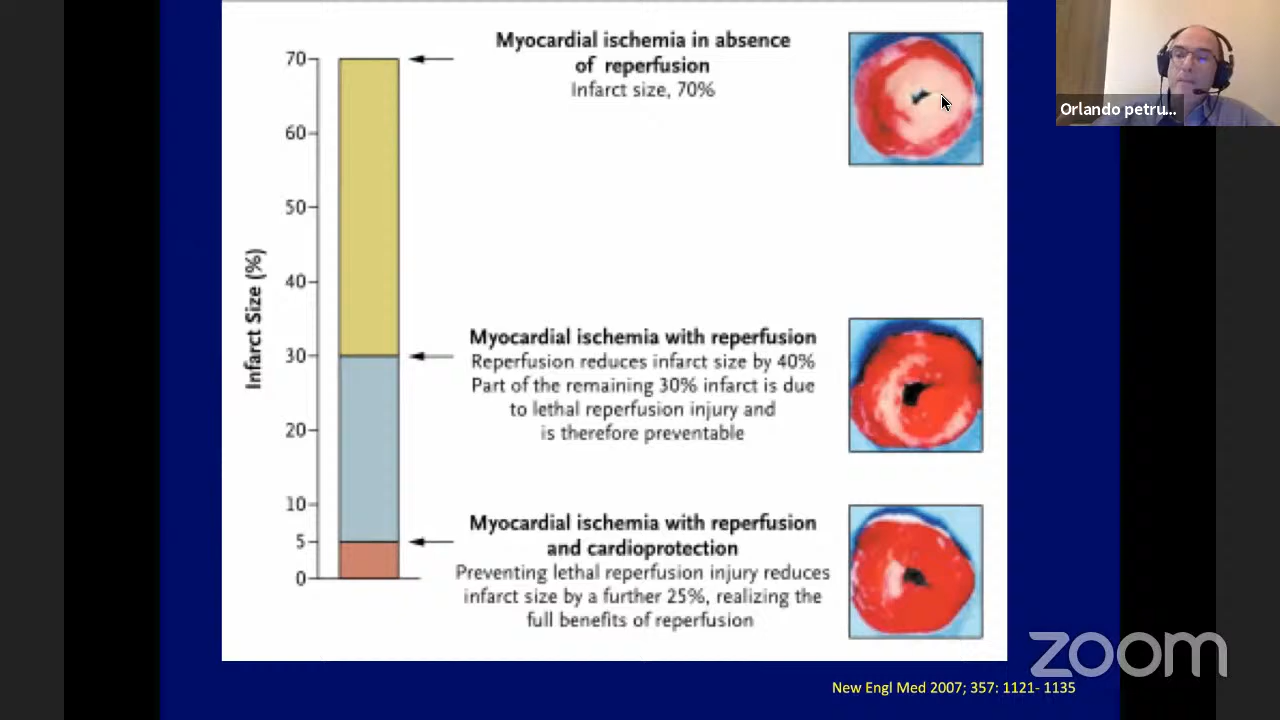 Infarct Size (%)
70
60
50
40
30
20
10
5
0
Myocardial ischemia in absence
of reperfusion
Infarct size, 70%
Myocardial ischemia with reperfusion
Reperfusion reduces infarct size by 40%
Part of the remaining 30% infarct is due
to lethal reperfusion injury and
is therefore preventable
Myocardial ischemia with reperfusion
and cardioprotection
Preventing lethal reperfusion injury reduces
infarct size by a further 25%, realizing the
full benefits of reperfusion
Orlando petru...
zoom
New Engl Med 2007; 357: 1121- 1135